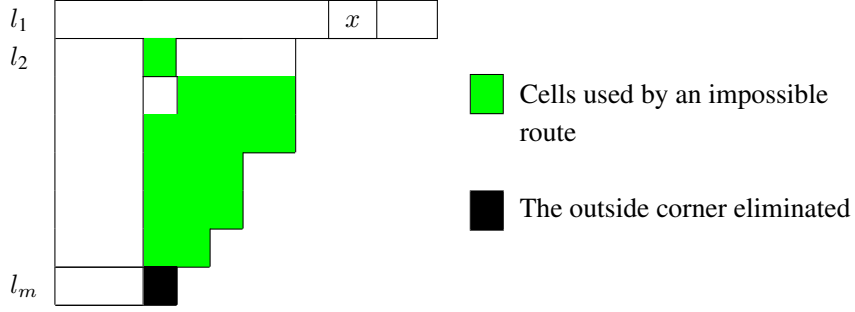 l₁ x
l₂
Cells used by an impossible
route
The outside corner eliminated
lₘ